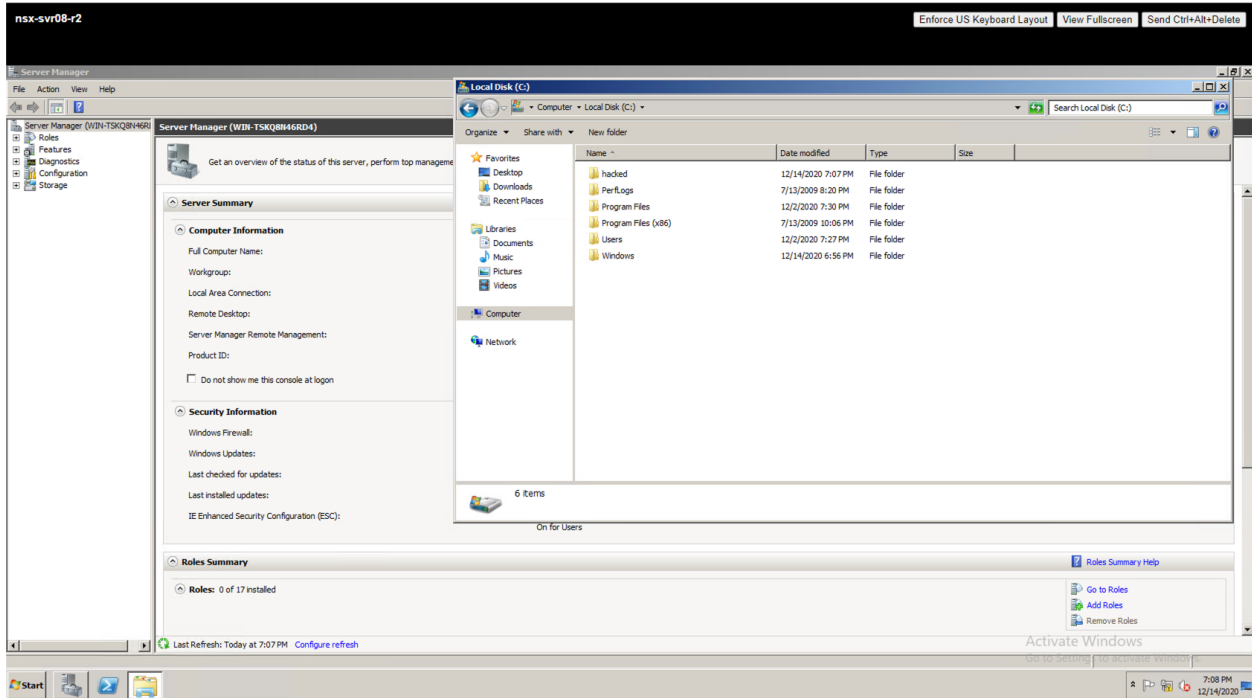 nsx-svr08-r2
Enforce US Keyboard Layout View Fullscreen Send Ctrl+Alt+Delete
Server Manager
File Action View Help
Server Manager (WIN-TSKQ8N46RI
Roles
Features
Diagnostics
Configuration
Storage
Server Manager (WIN-TSKQ8N46RD4)
Get an overview of the status of this server, perform top manageme
Server Summary
Computer Information
Full Computer Name:
Workgroup:
Local Area Connection:
Remote Desktop:
Server Manager Remote Management:
Product ID:
Do not show me this console at logon
Security Information
Windows Firewall:
Windows Updates:
Last checked for updates:
Last installed updates:
IE Enhanced Security Configuration (ESC):
On for Users
Roles Summary
Roles Summary Help
Roles: 0 of 17 installed
Go to Roles
Add Roles
Remove Roles
Last Refresh: Today at 7:07 PM Configure refresh
Local Disk (C:)
Computer Local Disk (C:)
Search Local Disk (C:)
Organize Share with New folder
Favorites
Desktop
Downloads
Recent Places
Libraries
Documents
Music
Pictures
Videos
Computer
Network
Name Date modified Type Size
hacked 12/14/2020 7:07 PM File folder
PerfLogs 7/13/2009 8:20 PM File folder
Program Files 12/2/2020 7:30 PM File folder
Program Files (x86) 7/13/2009 10:06 PM File folder
Users 12/2/2020 7:27 PM File folder
Windows 12/14/2020 6:56 PM File folder
6 items
Activate Windows
Go to Settings to activate Windows.
Start
7:08 PM
12/14/2020